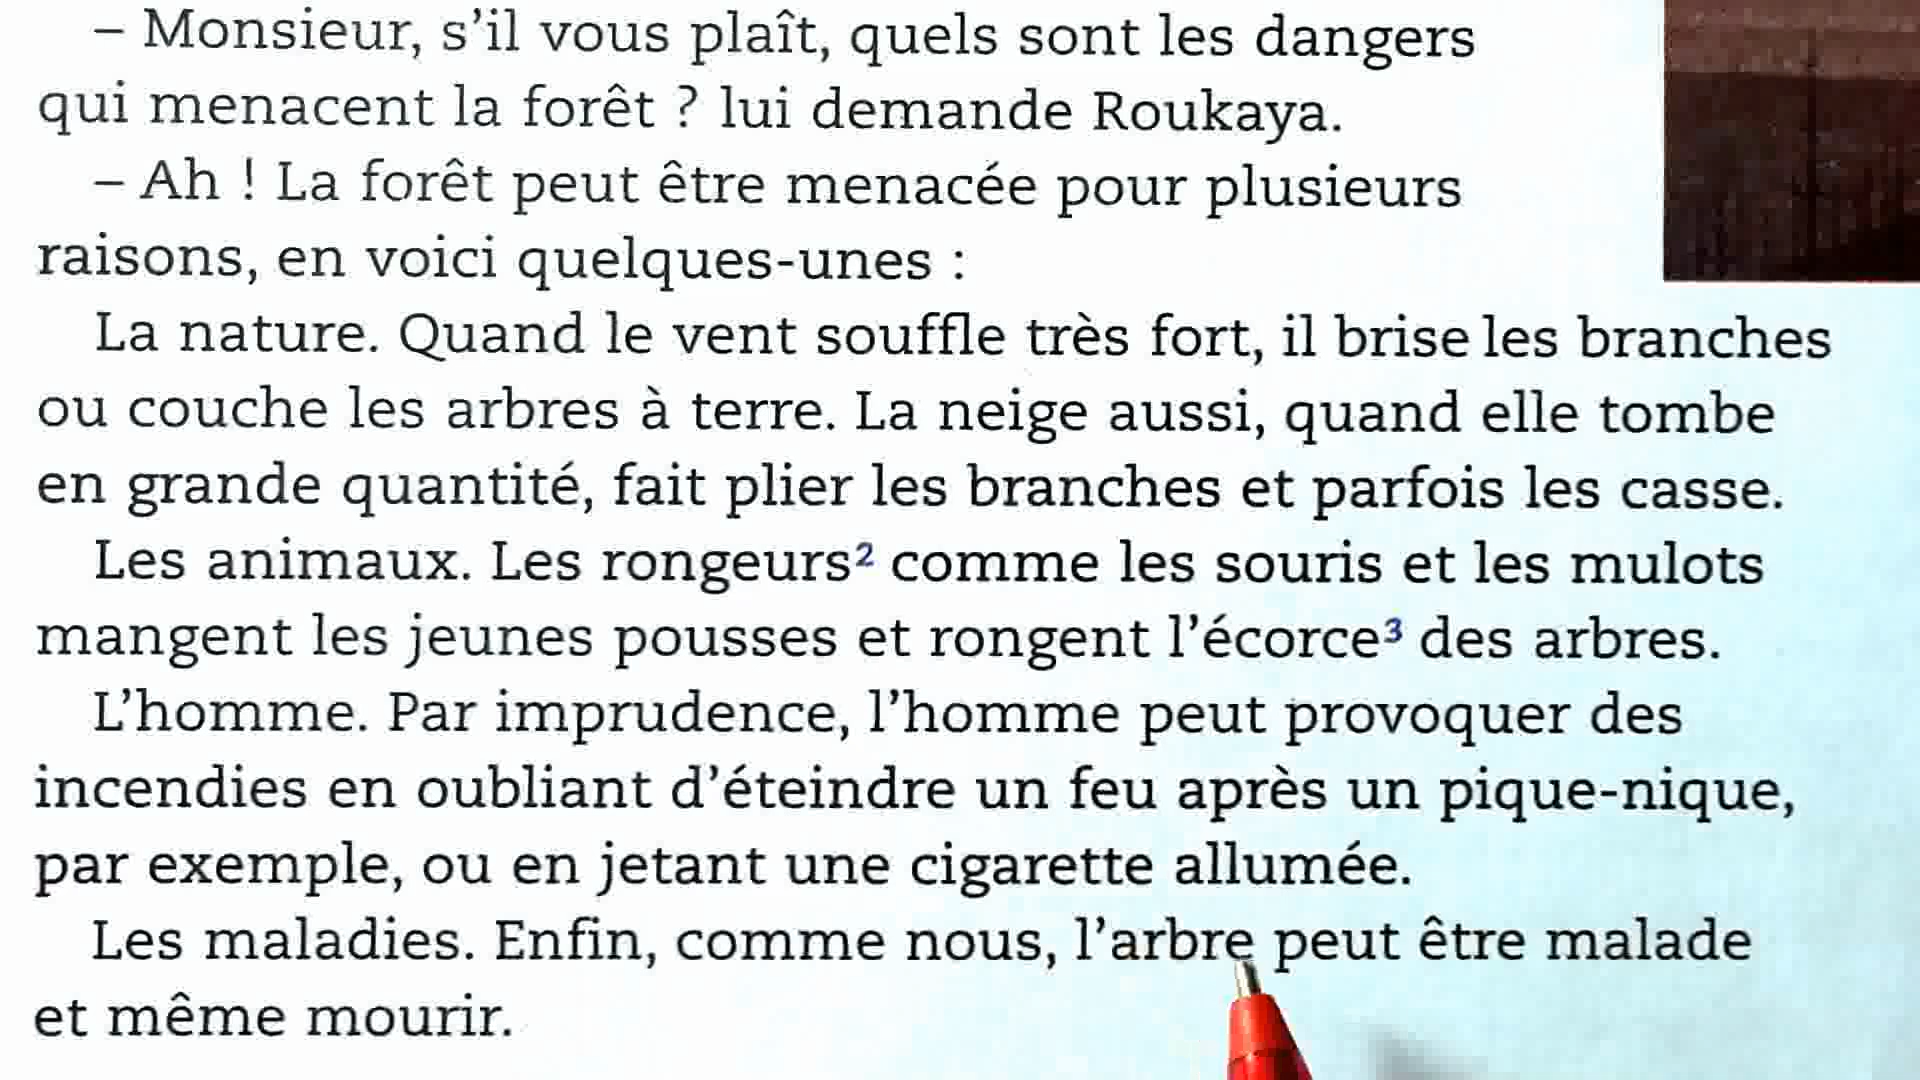 – Monsieur, s’il vous plaît, quels sont les dangers
qui menacent la forêt ? lui demande Roukaya.
– Ah ! La forêt peut être menacée pour plusieurs
raisons, en voici quelques-unes :
La nature. Quand le vent souffle très fort, il brise les branches
ou couche les arbres à terre. La neige aussi, quand elle tombe
en grande quantité, fait plier les branches et parfois les casse.
Les animaux. Les rongeurs² comme les souris et les mulots
mangent les jeunes pousses et rongent l’écorce³ des arbres.
L’homme. Par imprudence, l’homme peut provoquer des
incendies en oubliant d’éteindre un feu après un pique-nique,
par exemple, ou en jetant une cigarette allumée.
Les maladies. Enfin, comme nous, l’arbre peut être malade
et même mourir.